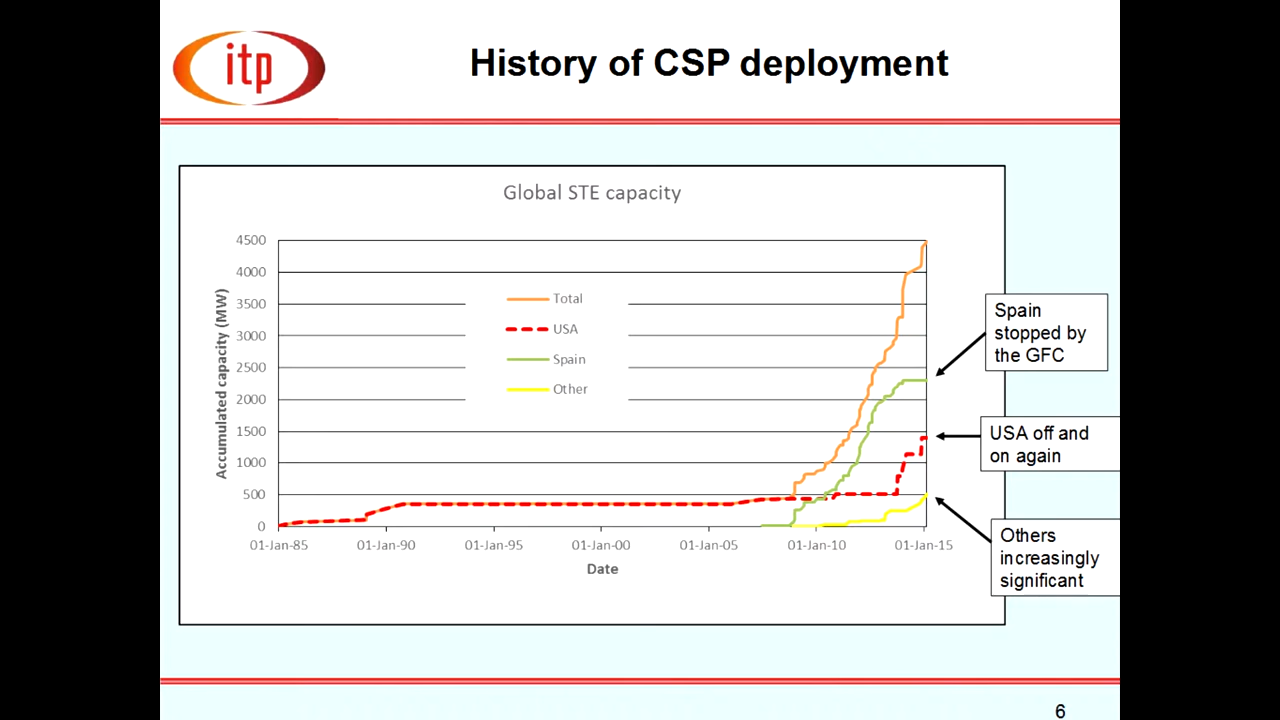 itp
History of CSP deployment
Global STE capacity
4500
4000
3500
3000
2500
2000
1500
1000
500
0
Accumulated capacity (MW)
Total
USA
Spain
Other
01-Jan-85
01-Jan-90
01-Jan-95
01-Jan-00
01-Jan-05
01-Jan-10
01-Jan-15
Date
Spain
stopped by
the GFC
USA off and
on again
Others
increasingly
significant
6